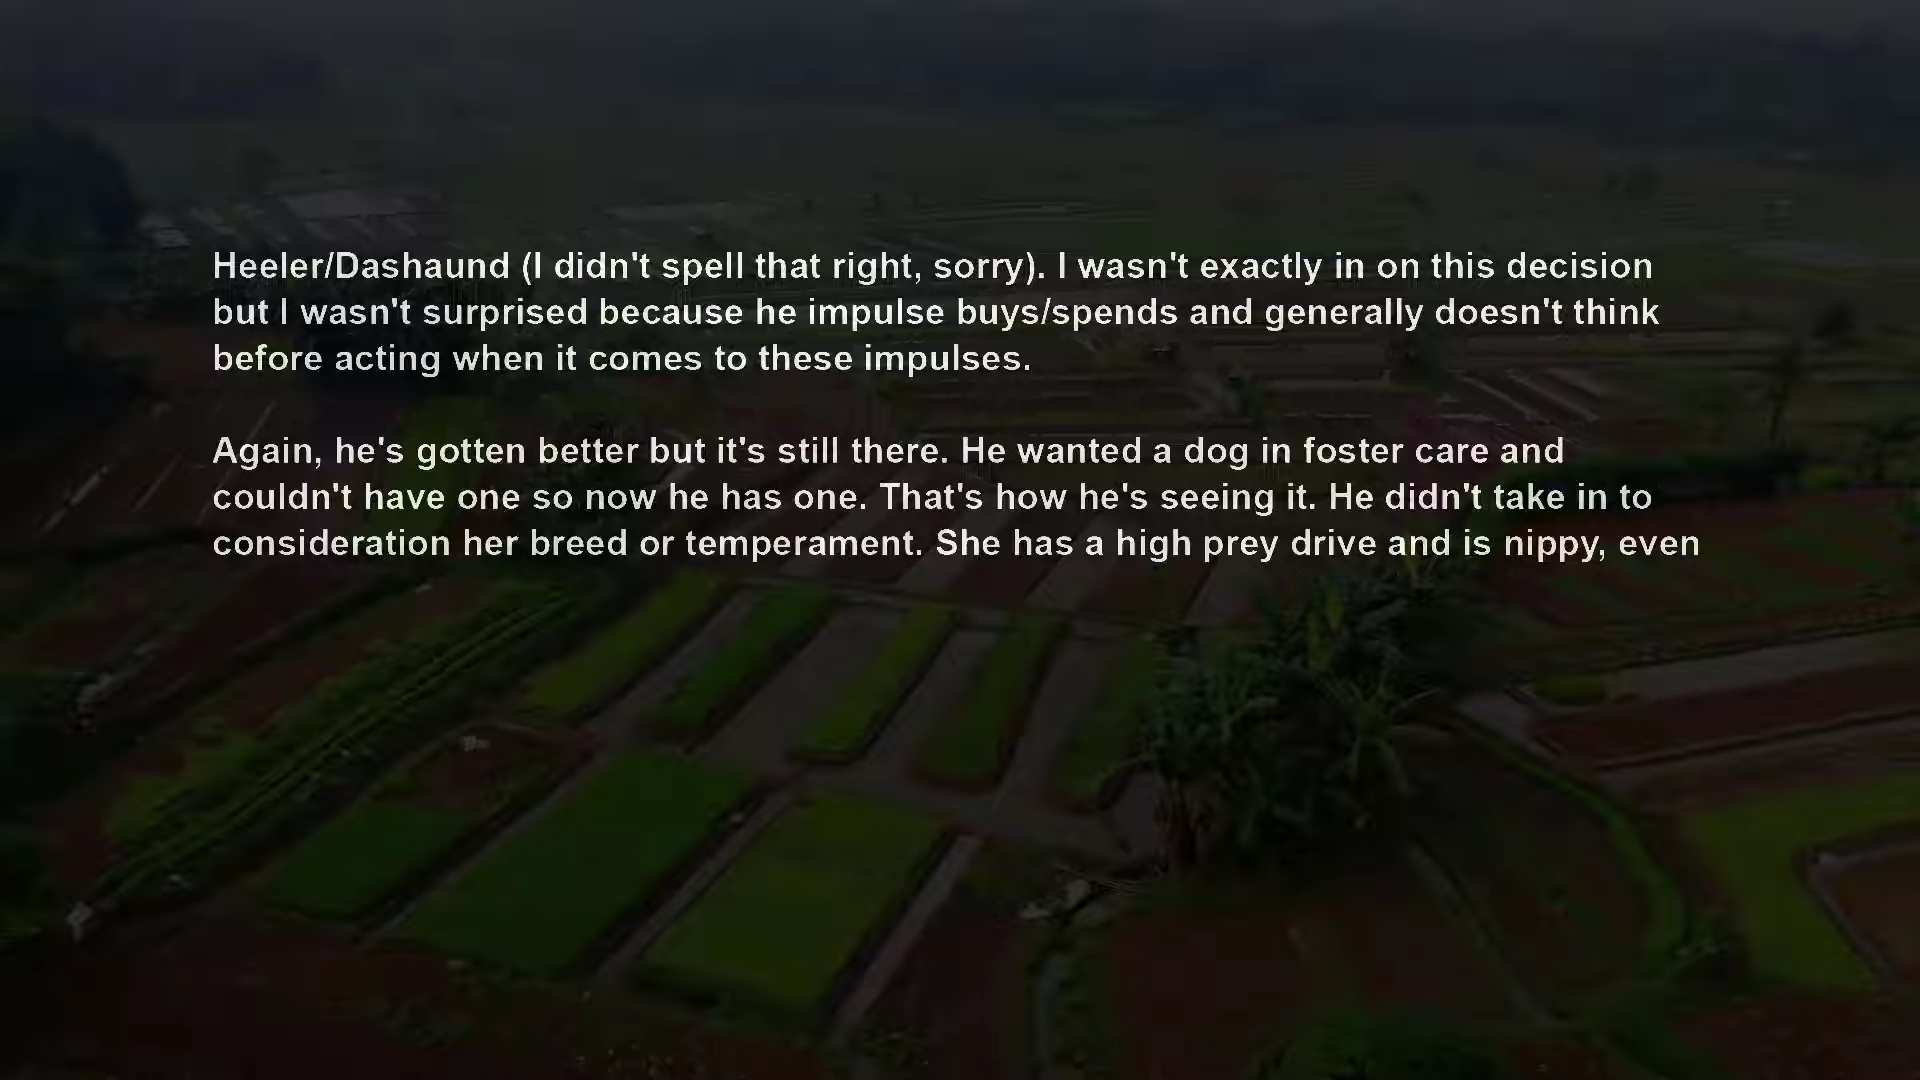 Heeler/Dashaund (I didn't spell that right, sorry). I wasn't exactly in on this decision
but I wasn't surprised because he impulse buys/spends and generally doesn't think
before acting when it comes to these impulses.
Again, he's gotten better but it's still there. He wanted a dog in foster care and
couldn't have one so now he has one. That's how he's seeing it. He didn't take in to
consideration her breed or temperament. She has a high prey drive and is nippy, even